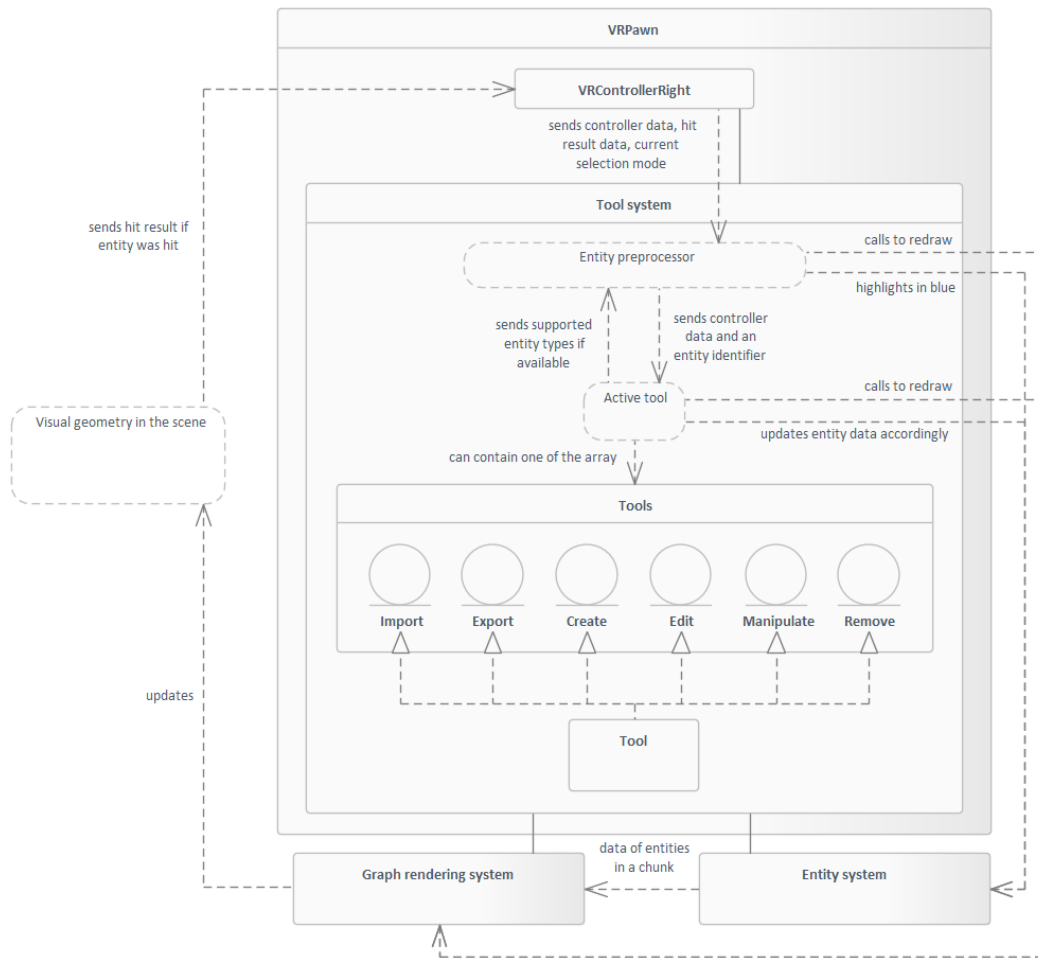 VRPawn
VRControllerRight
sends controller data, hit
result data, current
selection mode
Tool system
sends hit result if
entity was hit
Entity preprocessor
calls to redraw
highlights in blue
sends supported
entity types if
available
sends controller
data and an
entity identifier
Active tool
calls to redraw
updates entity data accordingly
Visual geometry in the scene
can contain one of the array
Tools
Import
Export
Create
Edit
Manipulate
Remove
updates
Tool
data of entities
in a chunk
Graph rendering system
Entity system